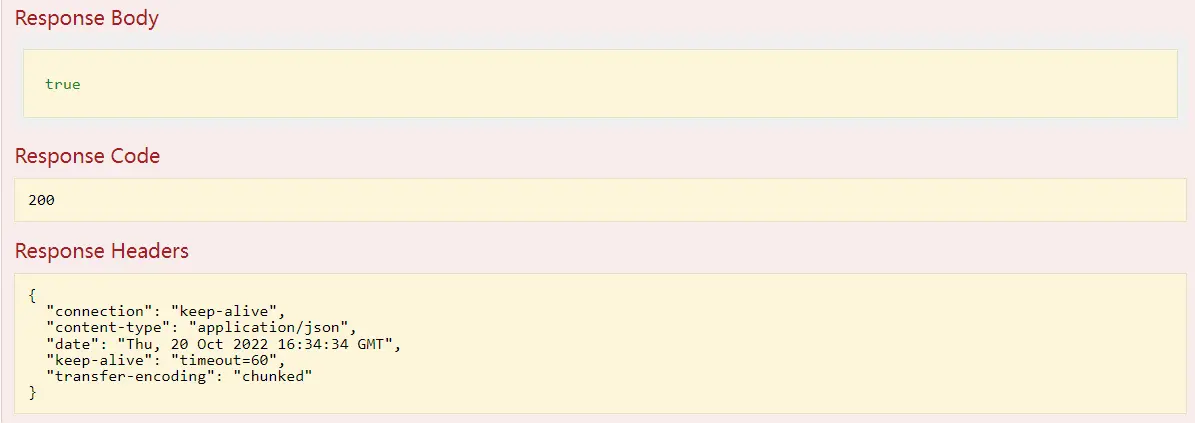 Response Body
true
Response Code
200
Response Headers
{
  "connection": "keep-alive",
  "content-type": "application/json",
  "date": "Thu, 20 Oct 2022 16:34:34 GMT",
  "keep-alive": "timeout=60",
  "transfer-encoding": "chunked"
}